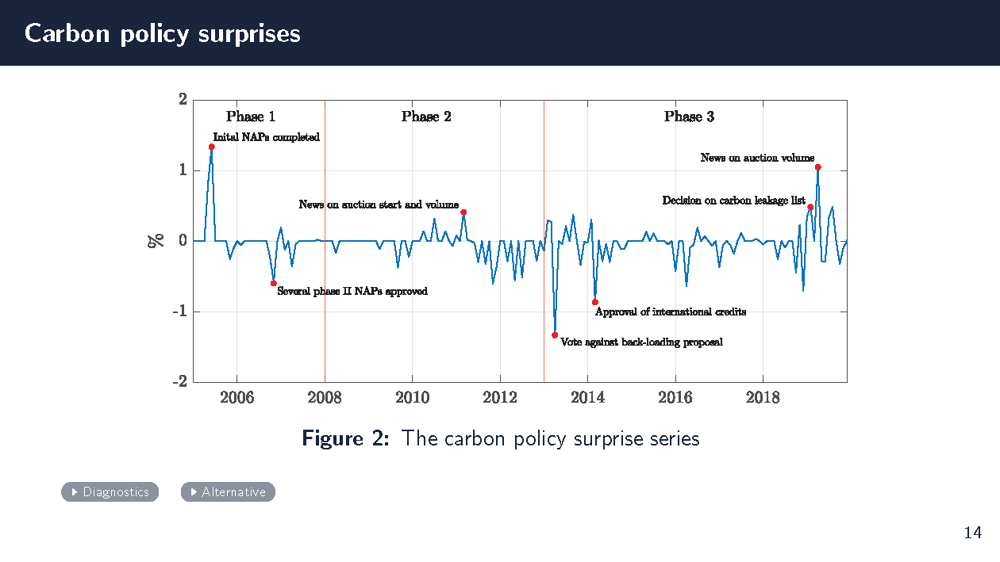 Carbon policy surprises
2
Phase 1
Phase 2
Phase 3
Inital NAPs completed
News on auction volume
1
News on auction start and volume
Decision on carbon leakage list
%
0
Several phase II NAPs approved
-1
Approval of international credits
Vote against back-loading proposal
-2
2006 2008 2010 2012 2014 2016 2018
Figure 2: The carbon policy surprise series
Diagnostics
Alternative
14